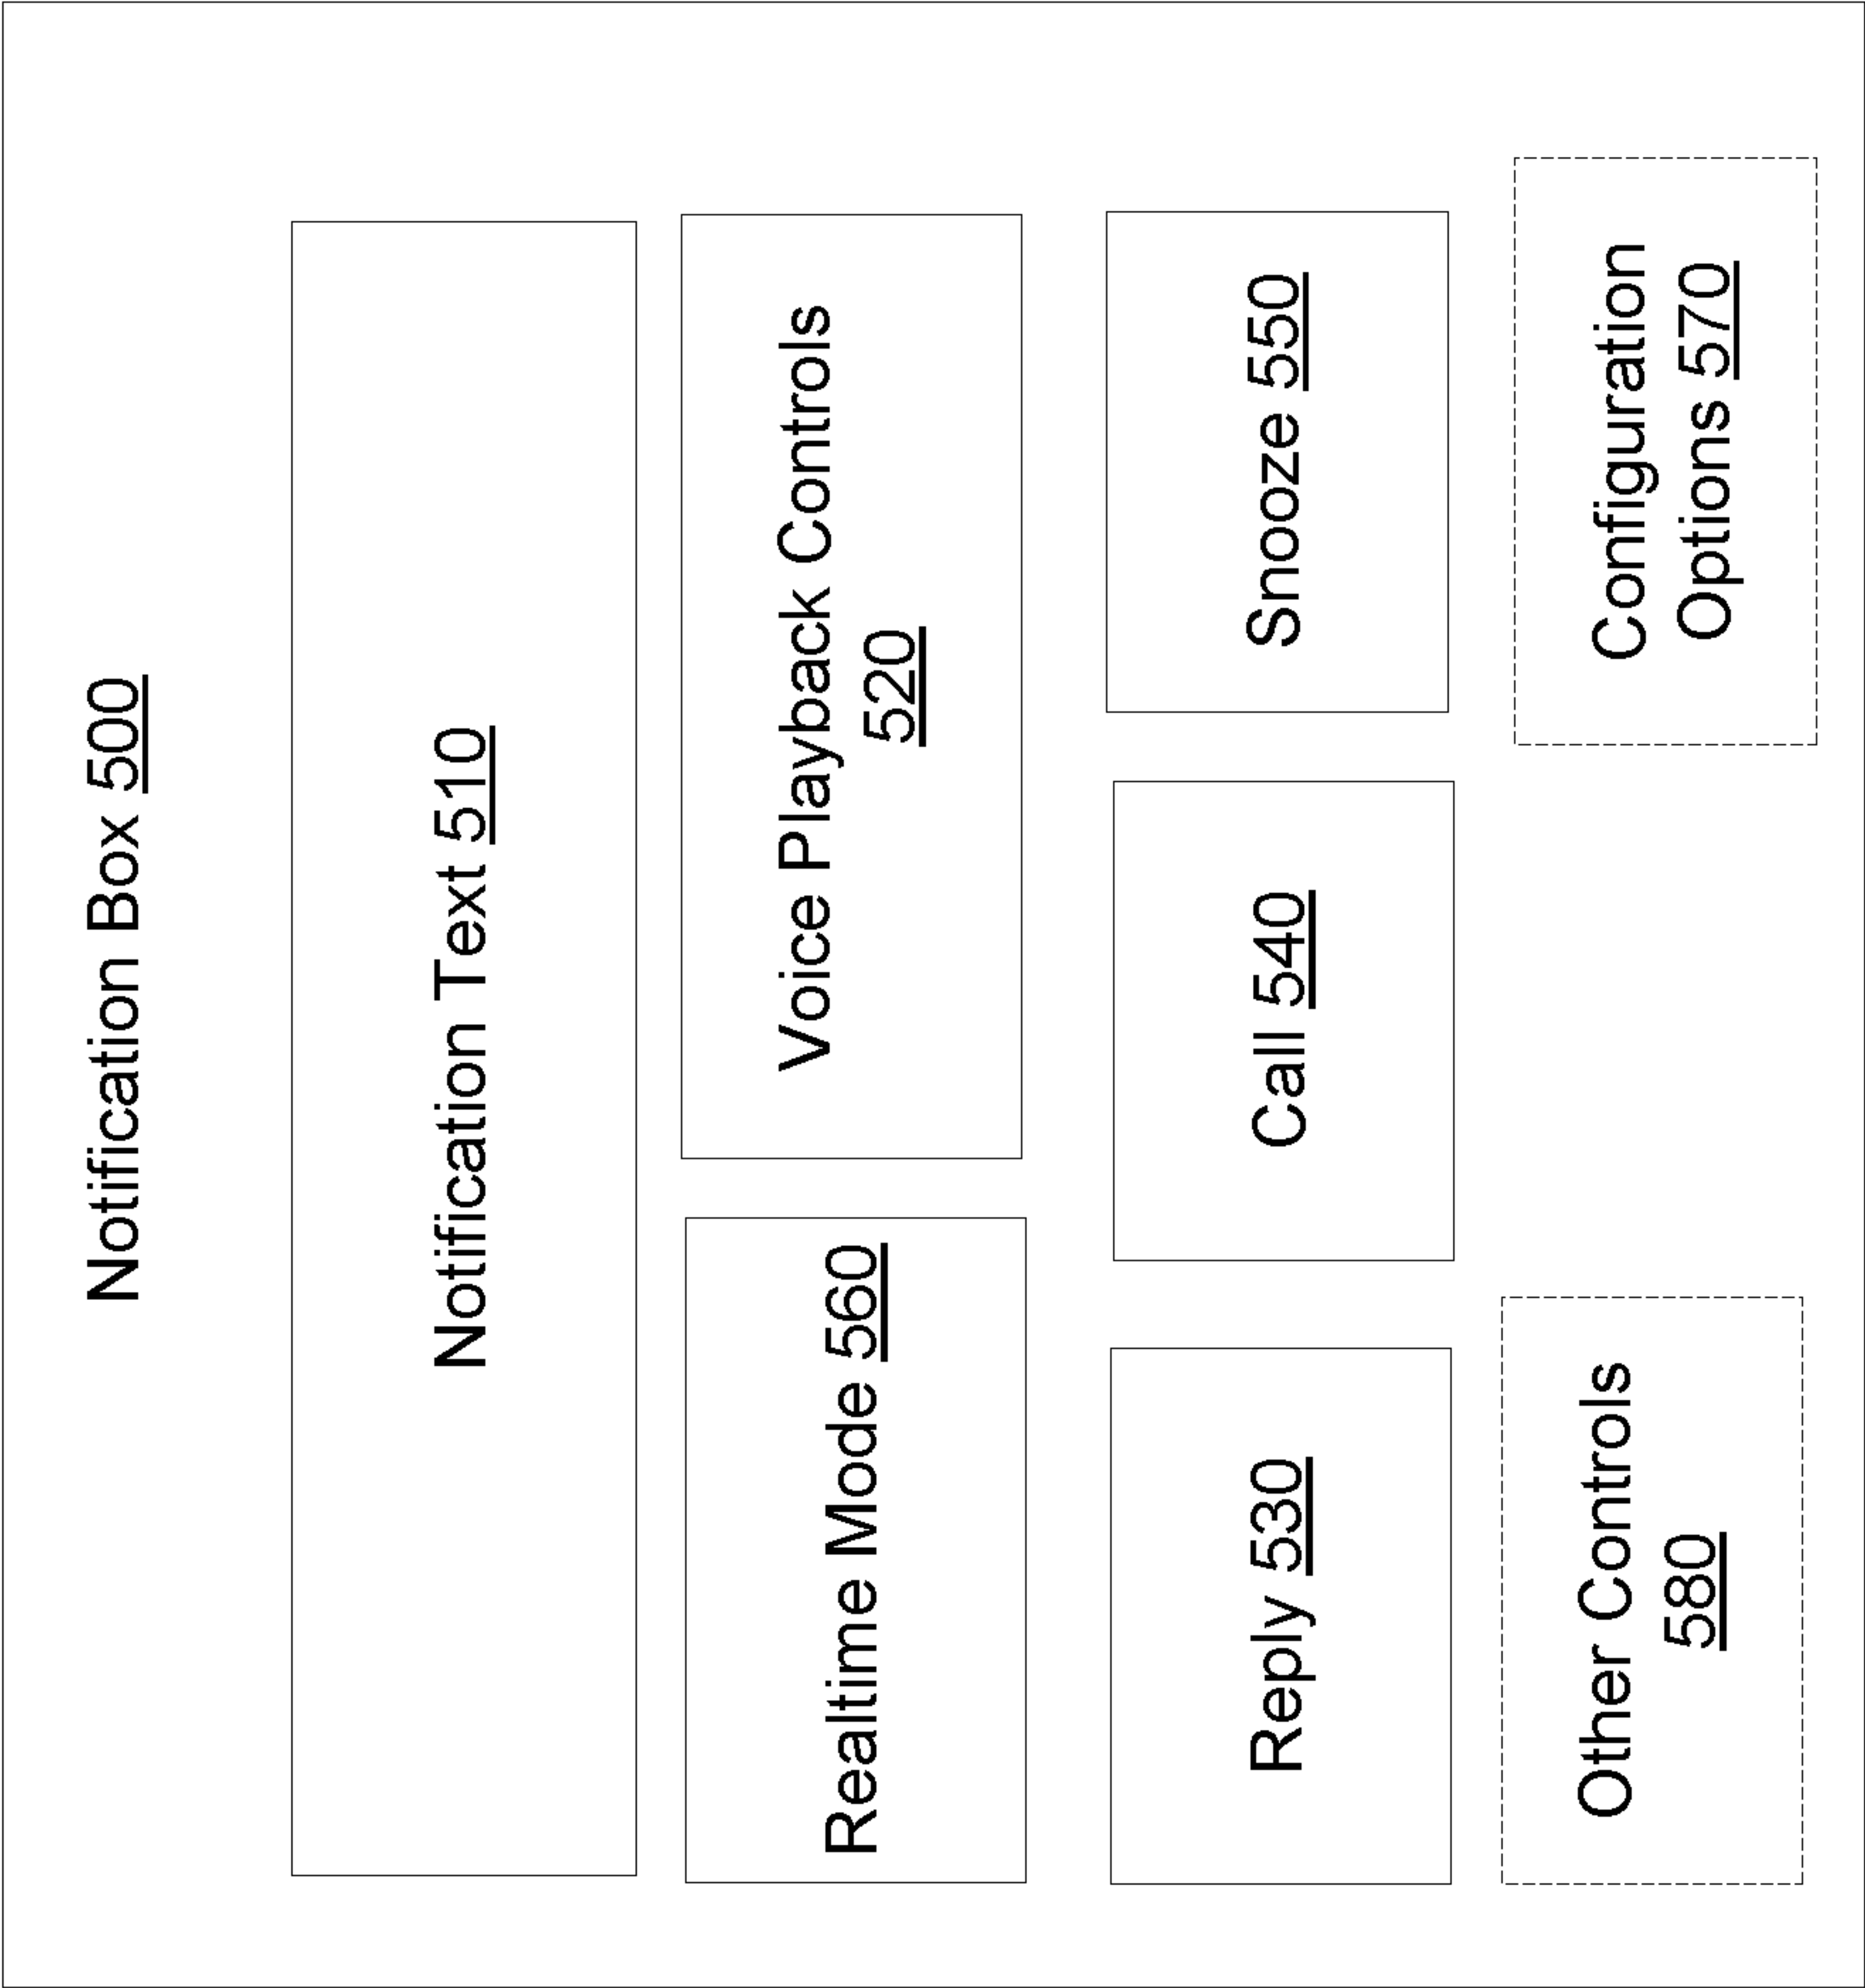 Notification Box 500
Notification Text 510
Realtime Mode 560
Voice Playback Controls
520
Reply 530
Call 540
Snooze 550
Other Controls
580
Configuration
Options 570